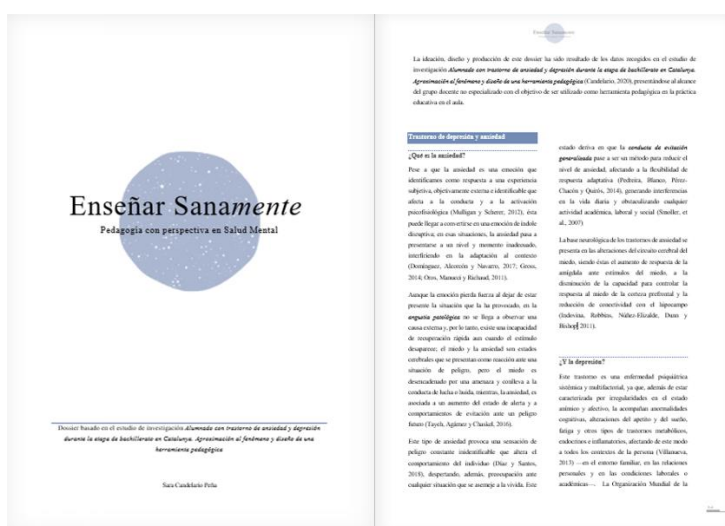 Enseñar Sanamente
Pedagogía con perspectiva en Salud Mental
Dossier basado en el estudio de investigación Alumnado con trastorno de ansiedad y depresión
durante la etapa de bachillerato en Catalunya. Aproximación al fenómeno y diseño de una
herramienta pedagógica
Sara Candelario Peña
Enseñar Sanamente
La ideación, diseño y producción de este dossier ha sido resultado de los datos recogidos en el estudio de
investigación Alumnado con trastorno de ansiedad y depresión durante la etapa de bachillerato en Catalunya.
Aproximación al fenómeno y diseño de una herramienta pedagógica (Candelario, 2020), presentándose al alcance
del grupo docente no especializado con el objetivo de ser utilizado como herramienta pedagógica en la práctica
educativa en el aula.
Trastorno de depresión y ansiedad
¿Qué es la ansiedad?
Pese a que la ansiedad es una emoción que
identificamos como respuesta a una experiencia
subjetiva, objetivamente externa e identificable que
afecta a la conducta y a la activación
psicofisiológica (Mulligan y Scherer, 2012), ésta
puede llegar a convertirse en una emoción de índole
disruptiva; en esas situaciones, la ansiedad pasa a
presentarse a un nivel y momento inadecuado,
interfiriendo en la adaptación al contexto
(Domínguez, Alcorcón y Navarro, 2017; Gross,
2014; Oros, Manucci y Richaud, 2011).
Aunque la emoción pierda fuerza al dejar de estar
presente la situación que la ha provocado, en la
angustia patológica no se llega a observar una
causa externa y, por lo tanto, existe una incapacidad
de recuperación rápida aun cuando el estímulo
desaparece; el miedo y la ansiedad son estados
cerebrales que se presentan como reacción ante una
situación de peligro, pero el miedo es
desencadenado por una amenaza y conlleva a la
conducta de lucha o huida, mientras, la ansiedad, es
asociada a un aumento del estado de alerta y a
comportamientos de evitación ante un peligro
futuro (Tayeh, Agámez y Chaskel, 2016).
Este tipo de ansiedad provoca una sensación de
peligro constante inidentificable que altera el
comportamiento del individuo (Díaz y Santos,
2018), despertando, además, preocupación ante
cualquier situación que se asemeje a la vivida. Este
estado deriva en que la conducta de evitación
generalizada pase a ser un método para reducir el
nivel de ansiedad, afectando a la flexibilidad de
respuesta adaptativa (Pedreira, Blanco, Pérez-
Chacón y Quirós, 2014), generando interferencias
en la vida diaria y obstaculizando cualquier
actividad académica, laboral y social (Smoller, et
al., 2007)
La base neurológica de los trastornos de ansiedad se
presenta en las alteraciones del circuito cerebral del
miedo, siendo éstas el aumento de respuesta de la
amígdala ante estímulos del miedo, a la
disminución de la capacidad para controlar la
respuesta al miedo de la corteza prefrontal y la
reducción de conectividad con el hipocampo
(Indovina, Robbins, Núñez-Elizalde, Dunn y
Bishop, 2011).
¿Y la depresión?
Este trastorno es una enfermedad psiquiátrica
sistémica y multifactorial, ya que, además de estar
caracterizada por irregularidades en el estado
anímico y afectivo, la acompañan anormalidades
cognitivas, alteraciones del apetito y del sueño,
fatiga y otros tipos de trastornos metabólicos,
endocrinos e inflamatorios, afectando de este modo
a todos los contextos de la persona (Villanueva,
2013) —en el entorno familiar, en las relaciones
personales y en las condiciones laborales o
académicas—. La Organización Mundial de la